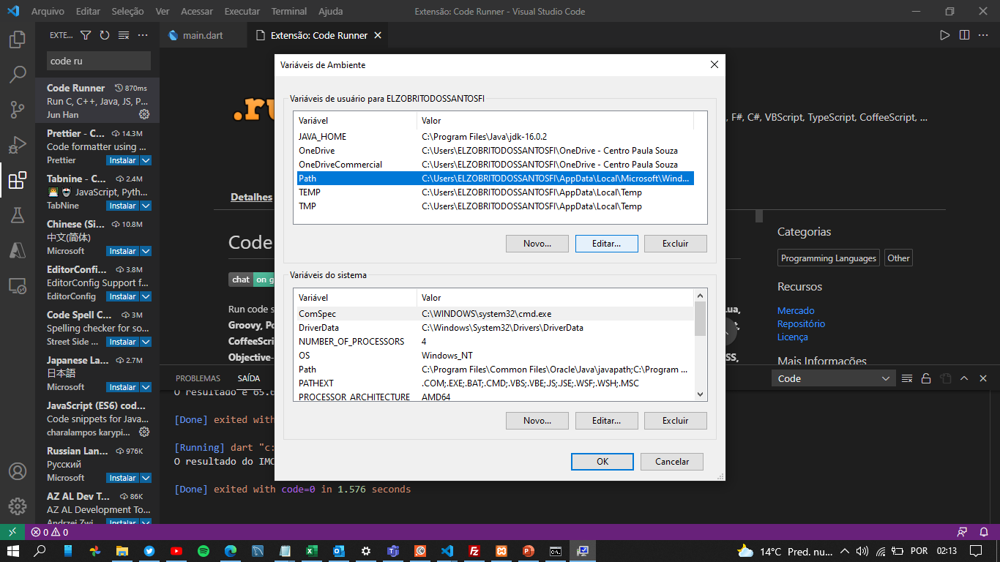 Arquivo Editar Seleção Ver Acessar Executar Terminal Ajuda Extensão: Code Runner - Visual Studio Code
EXTE...
main.dart Extensão: Code Runner
code ru
Code Runner 870ms
Run C, C++, Java, JS, P...
Jun Han
Prettier - C... 14.3M
Code formatter using ...
Prettier Instalar
Tabnine - C... 2.4M
JavaScript, Pyth...
TabNine Instalar
Chinese (Si... 10.8M
中文(简体)
Microsoft Instalar
EditorConfi... 3.8M
EditorConfig Support f...
EditorConfig Instalar
Code Spell C... 3M
Spelling checker for so...
Street Side ... Instalar
Japanese La... 2.7M
日本語
Microsoft Instalar
JavaScript (ES6) cod...
Code snippets for Java...
charalampos karypi...
Russian Lan... 976K
Русский
Microsoft Instalar
AZ AL Dev T... 86K
AZ AL Development To...
Andrzej Zwi... Instalar
.ru
, F#, C#, VBScript, TypeScript, CoffeeScript, ...
Detalhes
Code
chat on g
Run code s
Groovy, Po
CoffeeScri
Objective-
Lua,
SS,
Categorias
Programming Languages Other
Recursos
Mercado
Repositório
Licença
Mais Informações
Variáveis de Ambiente
Variáveis de usuário para ELZOBRITODOSSANTOSFI
Variável Valor
JAVA_HOME C:\Program Files\Java\jdk-16.0.2
OneDrive C:\Users\ELZOBRITODOSSANTOSFI\OneDrive - Centro Paula Souza
OneDriveCommercial C:\Users\ELZOBRITODOSSANTOSFI\OneDrive - Centro Paula Souza
Path C:\Users\ELZOBRITODOSSANTOSFI\AppData\Local\Microsoft\Wind...
TEMP C:\Users\ELZOBRITODOSSANTOSFI\AppData\Local\Temp
TMP C:\Users\ELZOBRITODOSSANTOSFI\AppData\Local\Temp
Novo... Editar... Excluir
Variáveis do sistema
Variável Valor
ComSpec C:\WINDOWS\system32\cmd.exe
DriverData C:\Windows\System32\Drivers\DriverData
NUMBER_OF_PROCESSORS 4
OS Windows_NT
Path C:\Program Files\Common Files\Oracle\Java\javapath;C:\Program ...
PATHEXT .COM;.EXE;.BAT;.CMD;.VBS;.VBE;.JS;.JSE;.WSF;.WSH;.MSC
PROCESSOR_ARCHITECTURE AMD64
Novo... Editar... Excluir
OK Cancelar
PROBLEMAS SAÍDA
Code
O resultado é 65.6
[Done] exited with
[Running] dart "c:
O resultado do IMC
[Done] exited with code=0 in 1.576 seconds
0 0
14°C Pred. nu... POR 02:13